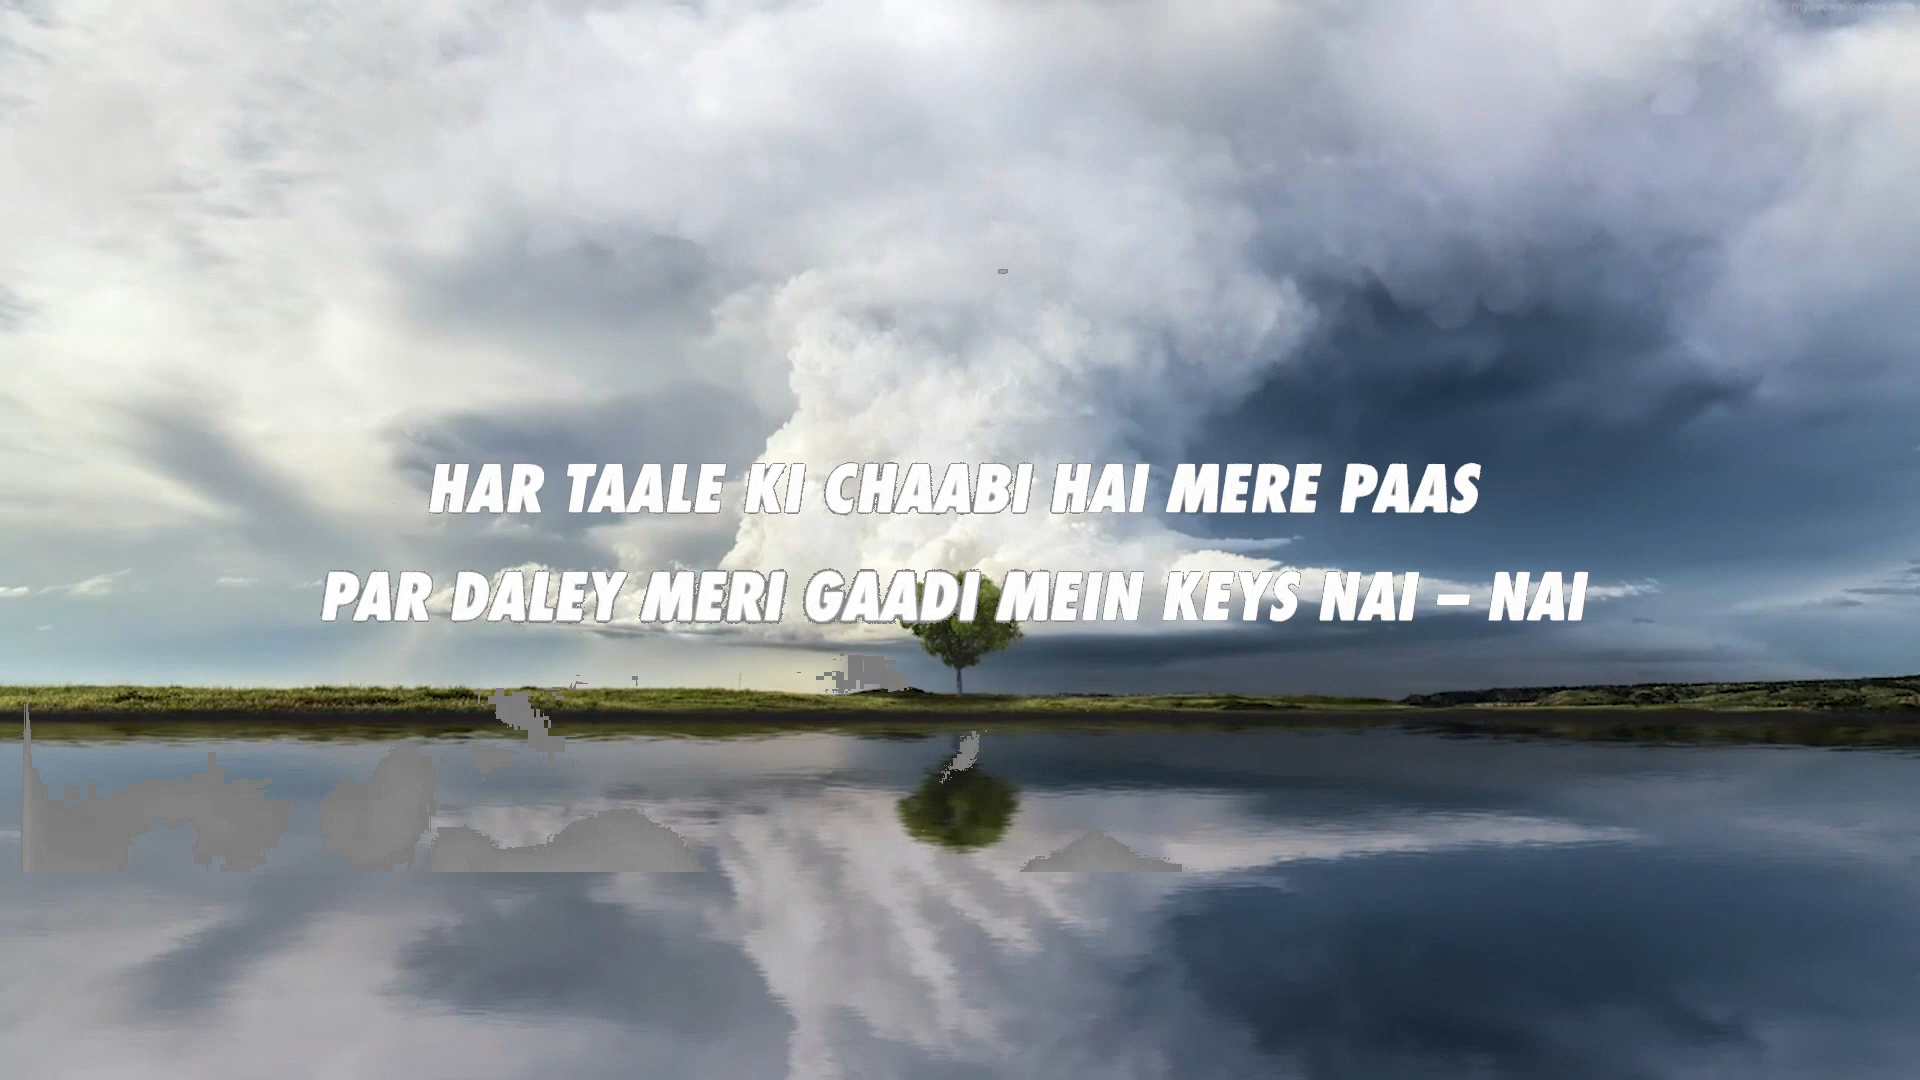 HAR TAALE KI CHAABI HAI MERE PAAS
PAR DALEY MERI GAADI MEIN KEYS NAI – NAI